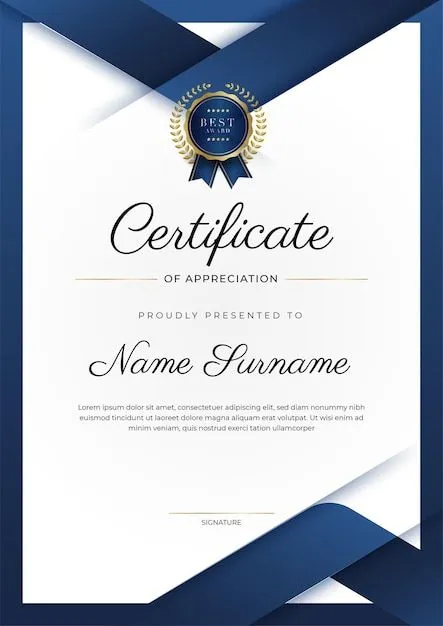 BEST
AWARD
Certificate
OF APPRECIATION
PROUDLY PRESENTED TO
Name Surname
Lorem ipsum dolor sit amet, consectetuer adipiscing elit, sed diam
nonummy nibh euismod tincidunt ut laoreet dolore magna aliquam
erat volutpat. Ut wisi enim ad minim veniam, quis nostrud exerci
tation ullamcorper suscipit
SIGNATURE